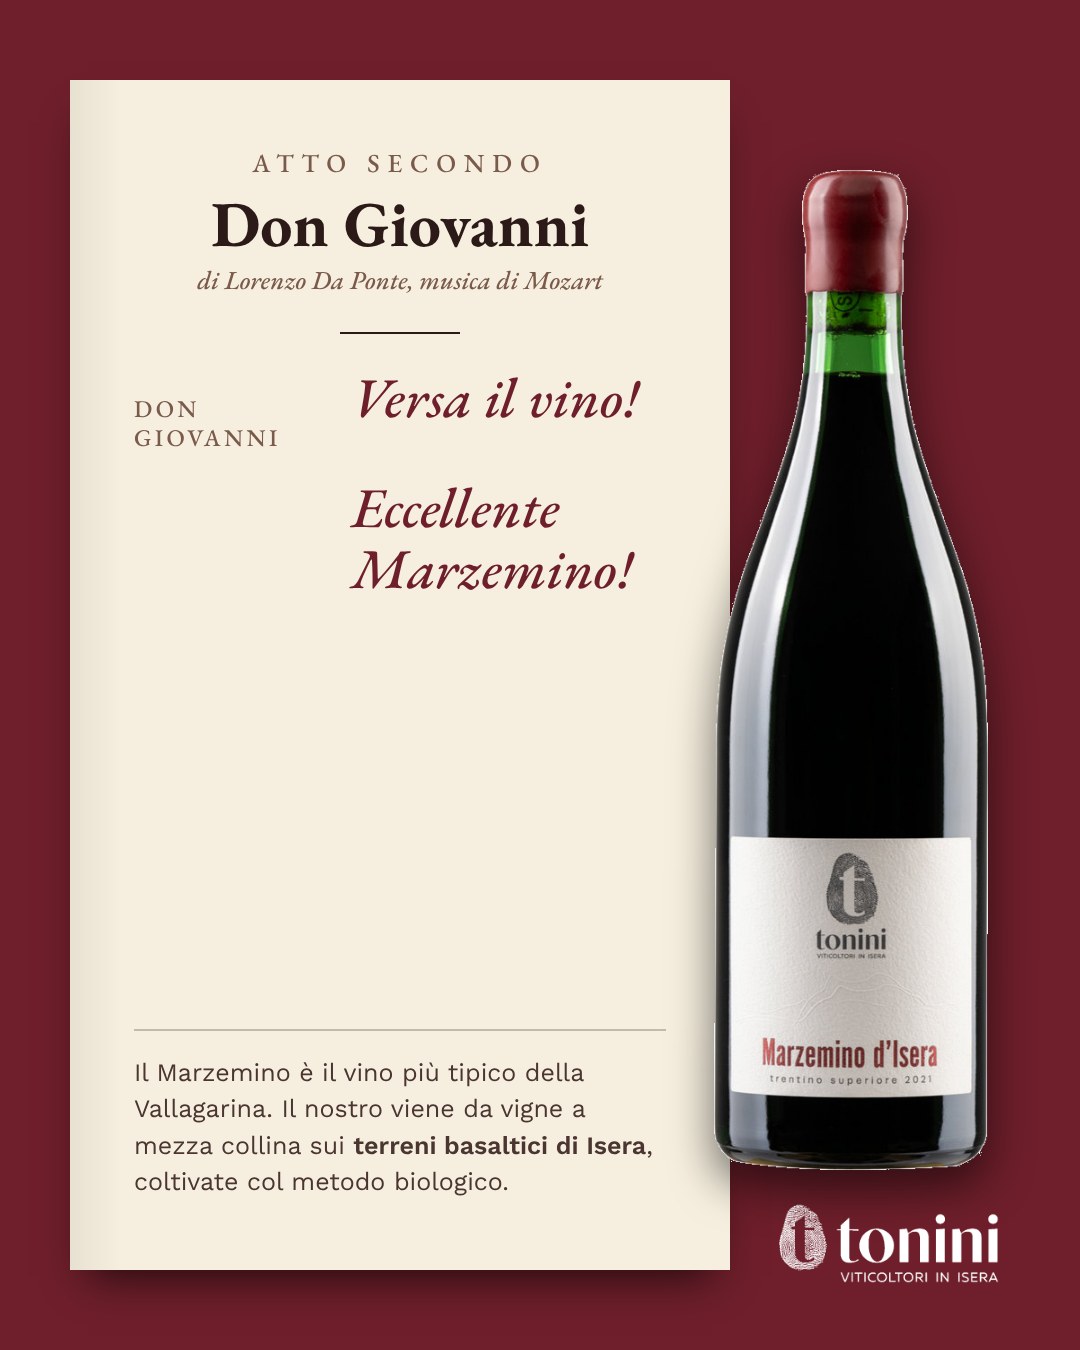 ATTO SECONDO
Don Giovanni
di Lorenzo Da Ponte, musica di Mozart
DON
GIOVANNI
Versa il vino!
Eccellente
Marzemino!
Il Marzemino è il vino più tipico della
Vallagarina. Il nostro viene da vigne a
mezza collina sui terreni basaltici di Isera,
coltivate col metodo biologico.
t
tonini
VITICOLTORI IN ISERA
Marzemino d'Isera
trentino superiore 2021
t
tonini
VITICOLTORI IN ISERA